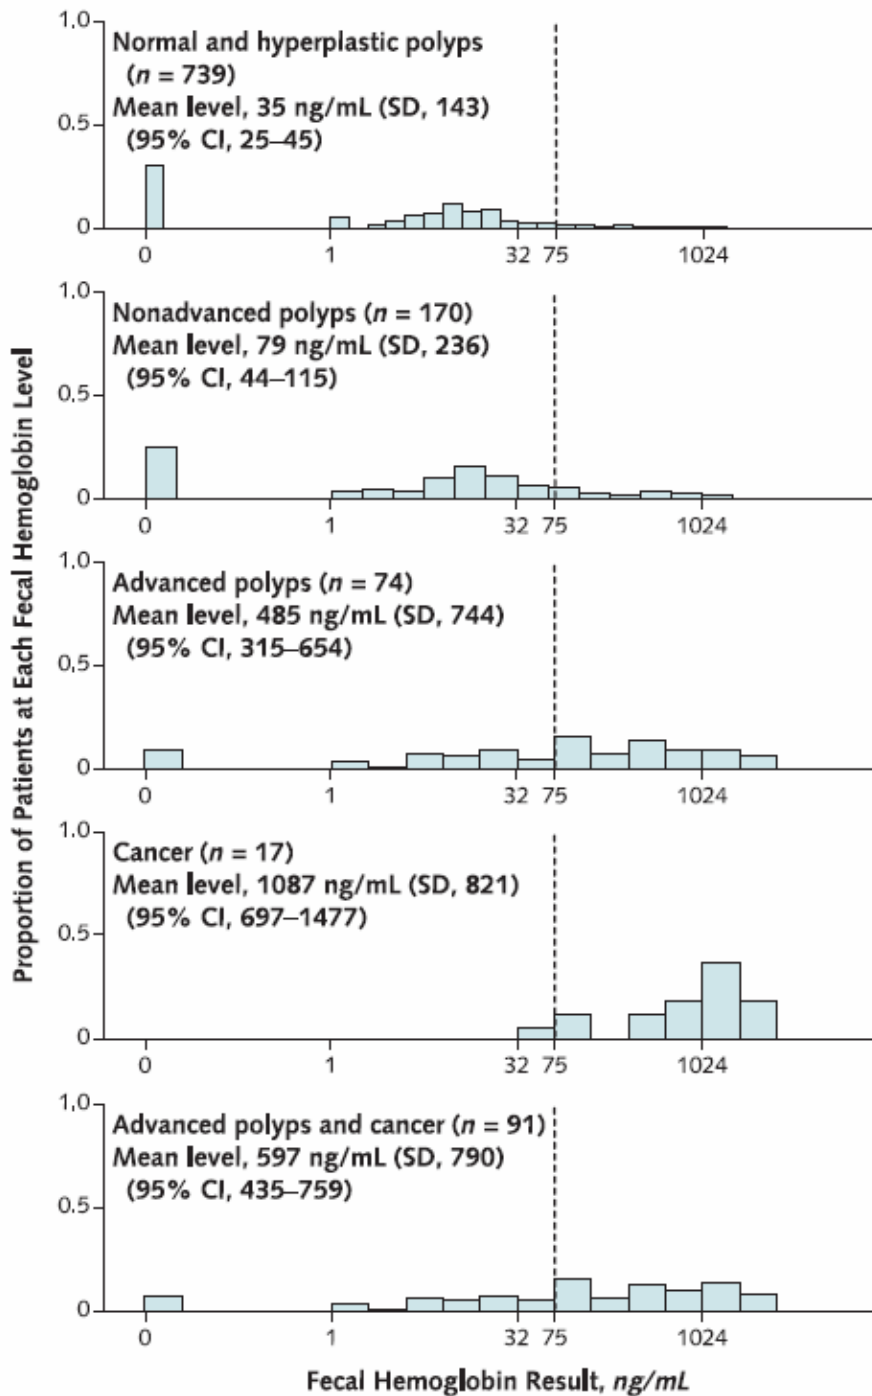 Proportion of Patients at Each Fecal Hemoglobin Level
1.0
Normal and hyperplastic polyps
(n = 739)
Mean level, 35 ng/mL (SD, 143)
0.5
(95% CI, 25–45)
0
0 1 32 75 1024
1.0
Nonadvanced polyps (n = 170)
Mean level, 79 ng/mL (SD, 236)
(95% CI, 44–115)
0.5
0
0 1 32 75 1024
1.0
Advanced polyps (n = 74)
Mean level, 485 ng/mL (SD, 744)
(95% CI, 315–654)
0.5
0
0 1 32 75 1024
1.0
Cancer (n = 17)
Mean level, 1087 ng/mL (SD, 821)
(95% CI, 697–1477)
0.5
0
0 1 32 75 1024
1.0
Advanced polyps and cancer (n = 91)
Mean level, 597 ng/mL (SD, 790)
(95% CI, 435–759)
0.5
0
0 1 32 75 1024
Fecal Hemoglobin Result, ng/mL